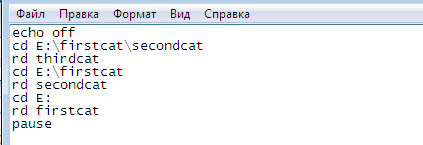 Файл Правка Формат Вид Справка
echo off
cd E:\firstcat\secondcat
rd thirdcat
cd E:\firstcat
rd secondcat
cd E:
rd firstcat
pause